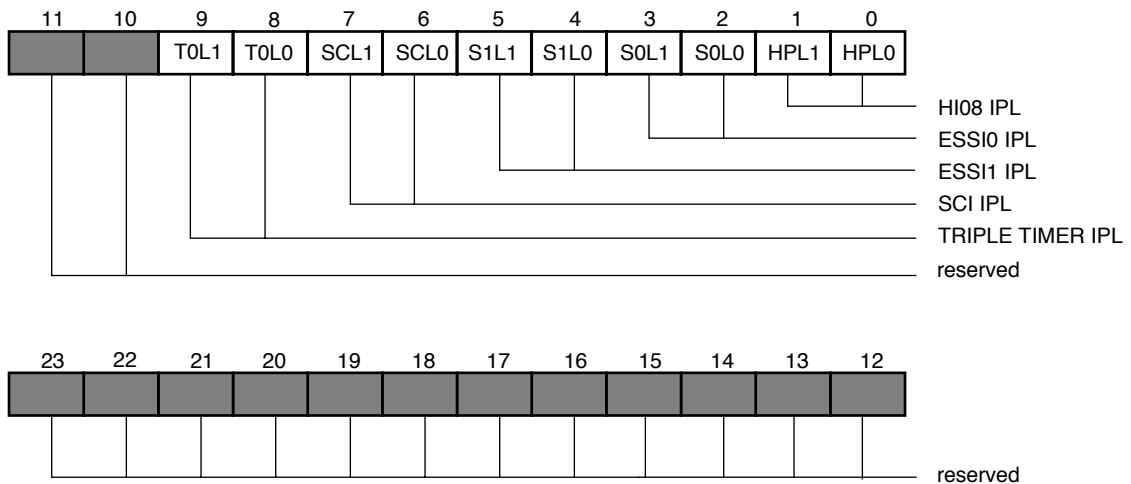 11 10 9 8 7 6 5 4 3 2 1 0
T0L1 T0L0 SCL1 SCL0 S1L1 S1L0 S0L1 S0L0 HPL1 HPL0
HI08 IPL
ESSI0 IPL
ESSI1 IPL
SCI IPL
TRIPLE TIMER IPL
reserved
23 22 21 20 19 18 17 16 15 14 13 12
reserved